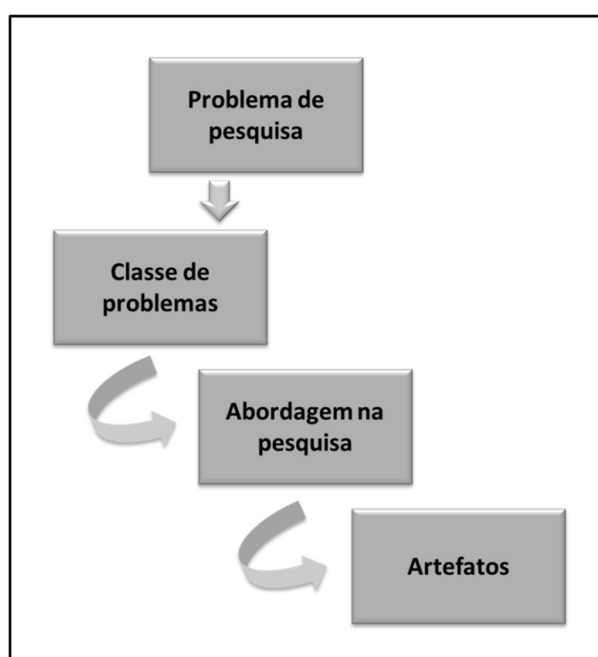 Problema de
pesquisa
Classe de
problemas
Abordagem na
pesquisa
Artefatos